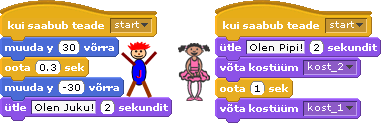 kui saabub teade start
muuda y 30 võrra
oota 0.3 sek
muuda y -30 võrra
ütle Olen Juku! 2 sekundit
J
kui saabub teade start
ütle Olen Pipi! 2 sekundit
võta kostüüm kost_2
oota 1 sek
võta kostüüm kost_1